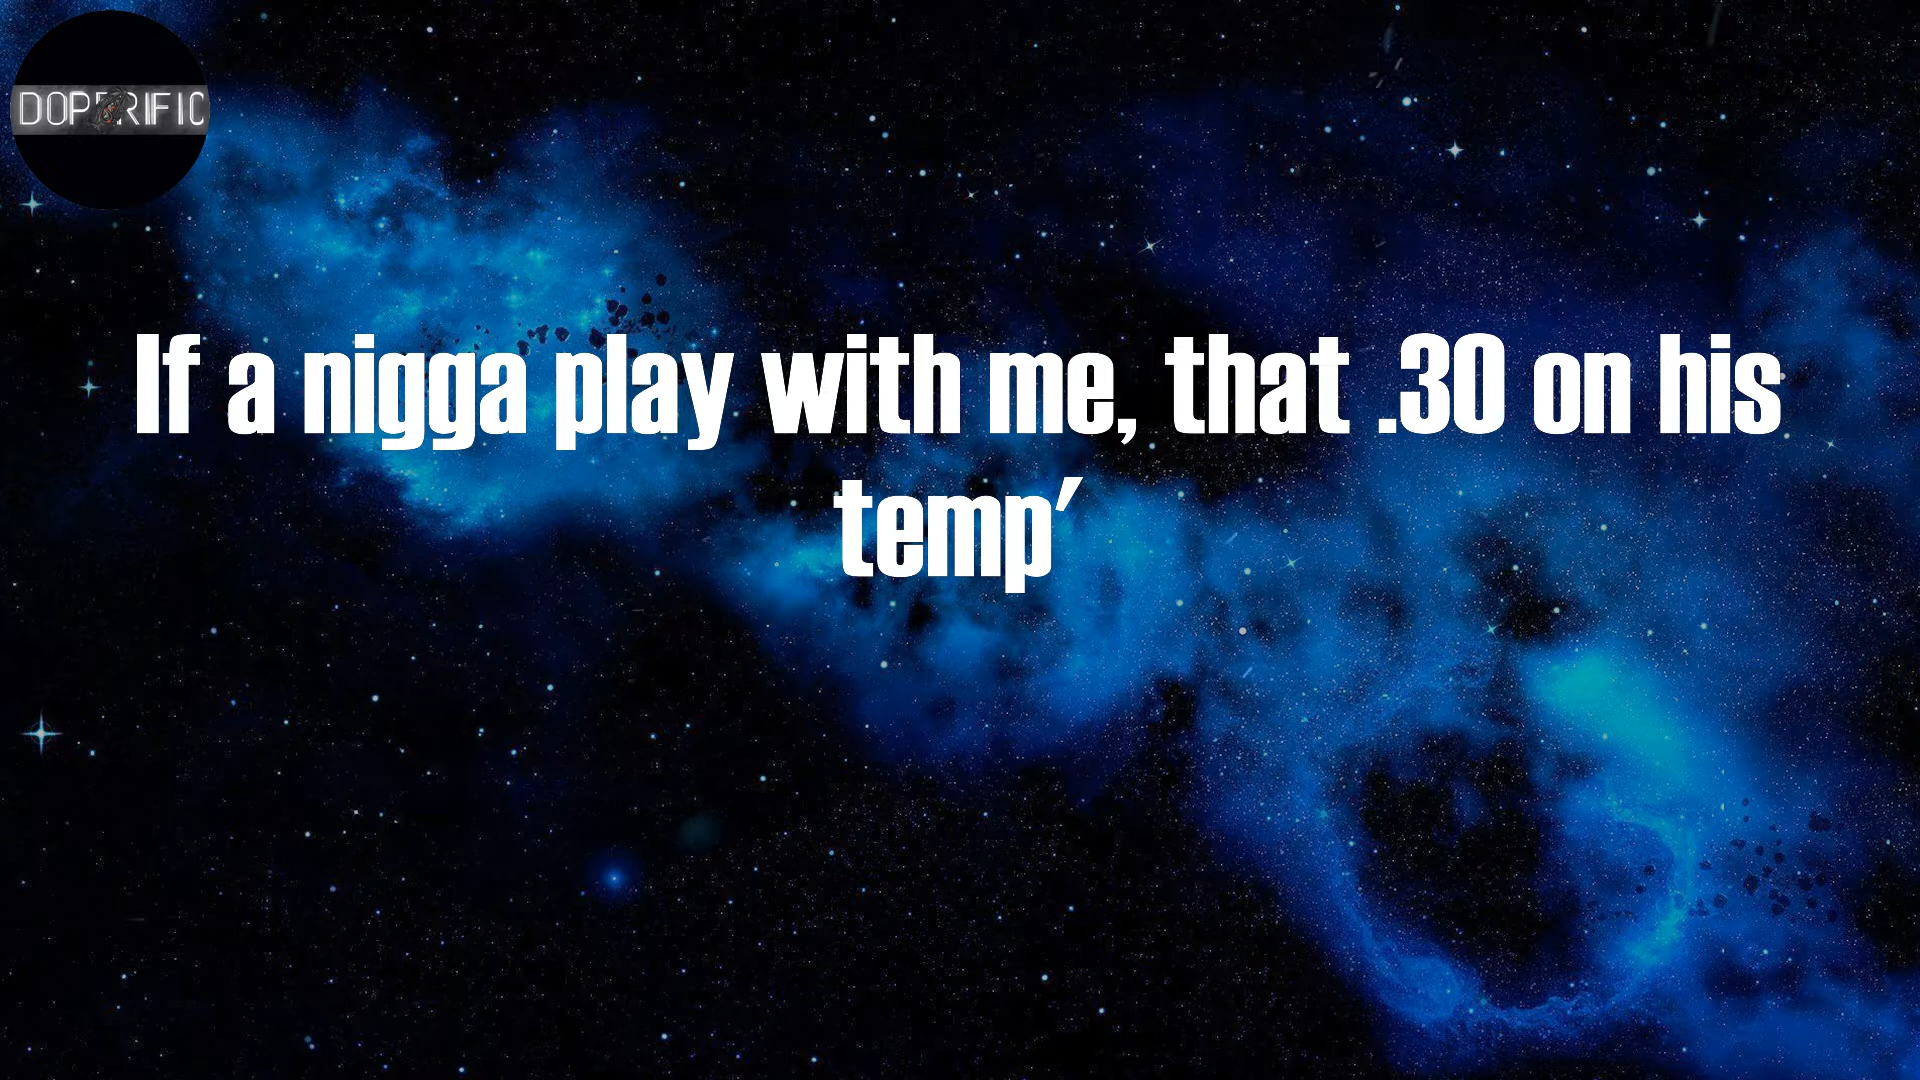 DOPERIFIC
If a nigga play with me, that .30 on his
temp'